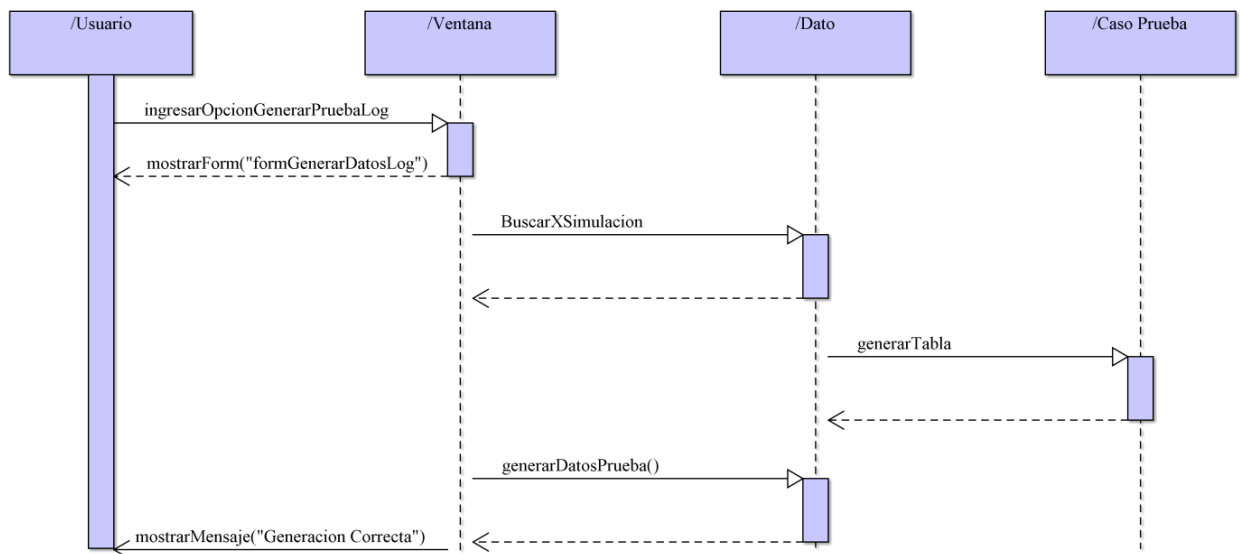 /Usuario
/Ventana
/Dato
/Caso Prueba
ingresarOpcionGenerarPruebaLog
mostrarForm("formGenerarDatosLog")
BuscarXSimulacion
generarTabla
generarDatosPrueba()
mostrarMensaje("Generacion Correcta")